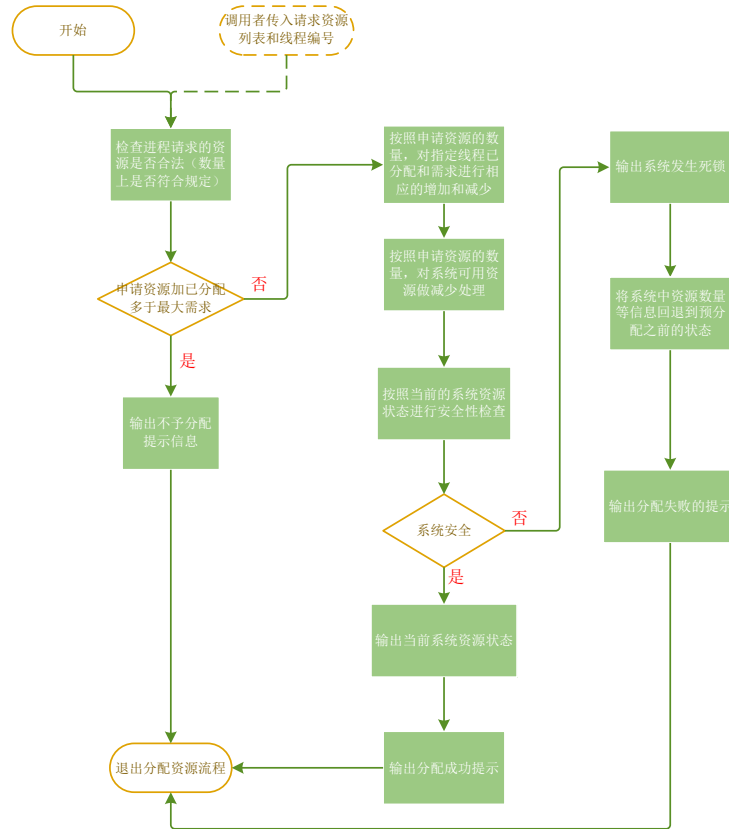 开始
调用者传入请求资源
列表和线程编号
检查进程请求的资
源是否合法（数量
上是否符合规定）
申请资源加已分配
多于最大需求
否
是
输出不予分配
提示信息
按照申请资源的数
量，对指定线程已
分配和需求进行相
应的增加和减少
按照申请资源的数
量，对系统可用资
源做减少处理
按照当前的系统资源
状态进行安全性检查
系统安全
否
是
输出当前系统资源状态
输出分配成功提示
输出系统发生死锁
将系统中资源数量
等信息回退到预分
配之前的状态
输出分配失败的提示
退出分配资源流程